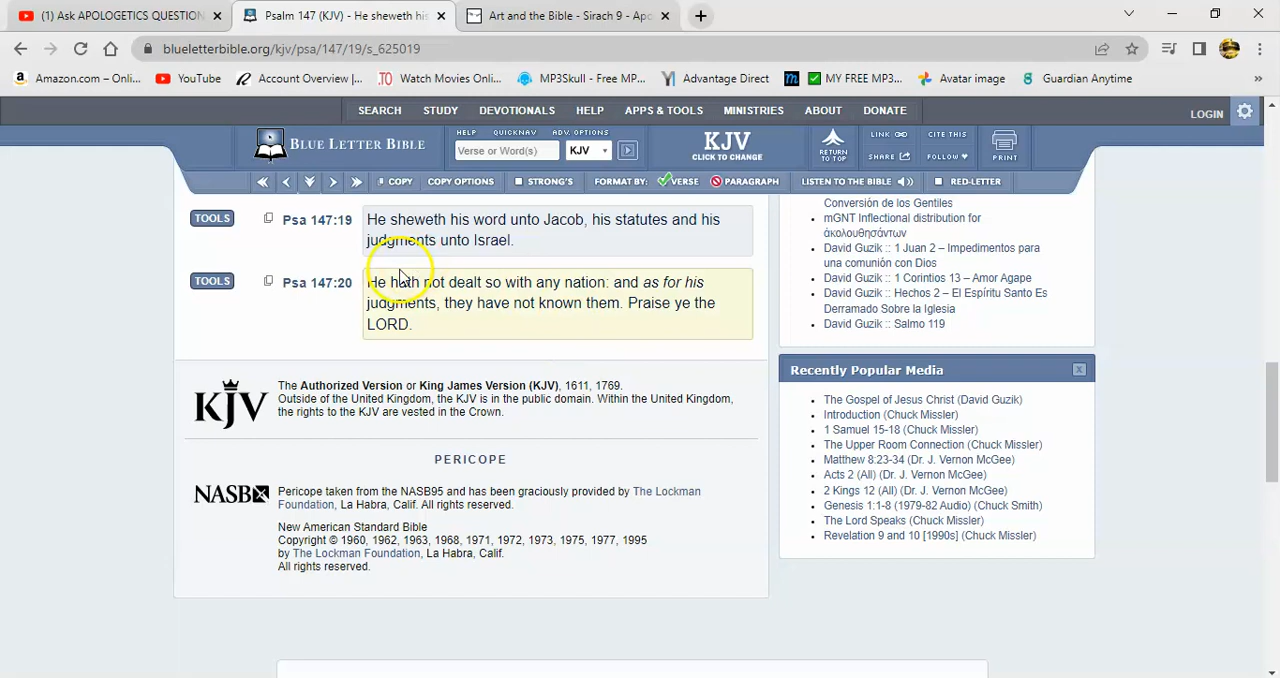 (1) Ask APOLOGETICS QUESTION
Psalm 147 (KJV) - He sheweth his
Art and the Bible - Sirach 9 - Apo
blueletterbible.org/kjv/psa/147/19/s_625019
Amazon.com – Onli...
YouTube
Account Overview |...
Watch Movies Onlin...
MP3Skull - Free MP...
Advantage Direct
MY FREE MP3...
Avatar image
Guardian Anytime
SEARCH
STUDY
DEVOTIONALS
HELP
APPS & TOOLS
MINISTRIES
ABOUT
DONATE
LOGIN
BLUE LETTER BIBLE
HELP
QUICKNAV
ADV. OPTIONS
Verse or Word(s)
KJV
KJV
CLICK TO CHANGE
RETURN
TO TOP
LINK
SHARE
CITE THIS
FOLLOW
PRINT
COPY
COPY OPTIONS
STRONG'S
FORMAT BY:
VERSE
PARAGRAPH
LISTEN TO THE BIBLE
RED-LETTER
TOOLS
Psa 147:19
He sheweth his word unto Jacob, his statutes and his
judgments unto Israel.
TOOLS
Psa 147:20
He hath not dealt so with any nation: and as for his
judgments, they have not known them. Praise ye the
LORD.
KJV
The Authorized Version or King James Version (KJV), 1611, 1769.
Outside of the United Kingdom, the KJV is in the public domain. Within the United Kingdom,
the rights to the KJV are vested in the Crown.
PERICOPE
NASB
Pericope taken from the NASB95 and has been graciously provided by The Lockman
Foundation, La Habra, Calif. All rights reserved.
New American Standard Bible
Copyright © 1960, 1962, 1963, 1968, 1971, 1972, 1973, 1975, 1977, 1995
by The Lockman Foundation, La Habra, Calif.
All rights reserved.
Conversión de los Gentiles
mGNT Inflectional distribution for
ἀκολουθησάντων
David Guzik :: 1 Juan 2 – Impedimentos para
una comunión con Dios
David Guzik :: 1 Corintios 13 – Amor Agape
David Guzik :: Hechos 2 – El Espíritu Santo Es
Derramado Sobre la Iglesia
David Guzik :: Salmo 119
Recently Popular Media
x
The Gospel of Jesus Christ (David Guzik)
Introduction (Chuck Missler)
1 Samuel 15-18 (Chuck Missler)
The Upper Room Connection (Chuck Missler)
Matthew 8:23-34 (Dr. J. Vernon McGee)
Acts 2 (All) (Dr. J. Vernon McGee)
2 Kings 12 (All) (Dr. J. Vernon McGee)
Genesis 1:1-8 (1979-82 Audio) (Chuck Smith)
The Lord Speaks (Chuck Missler)
Revelation 9 and 10 [1990s] (Chuck Missler)